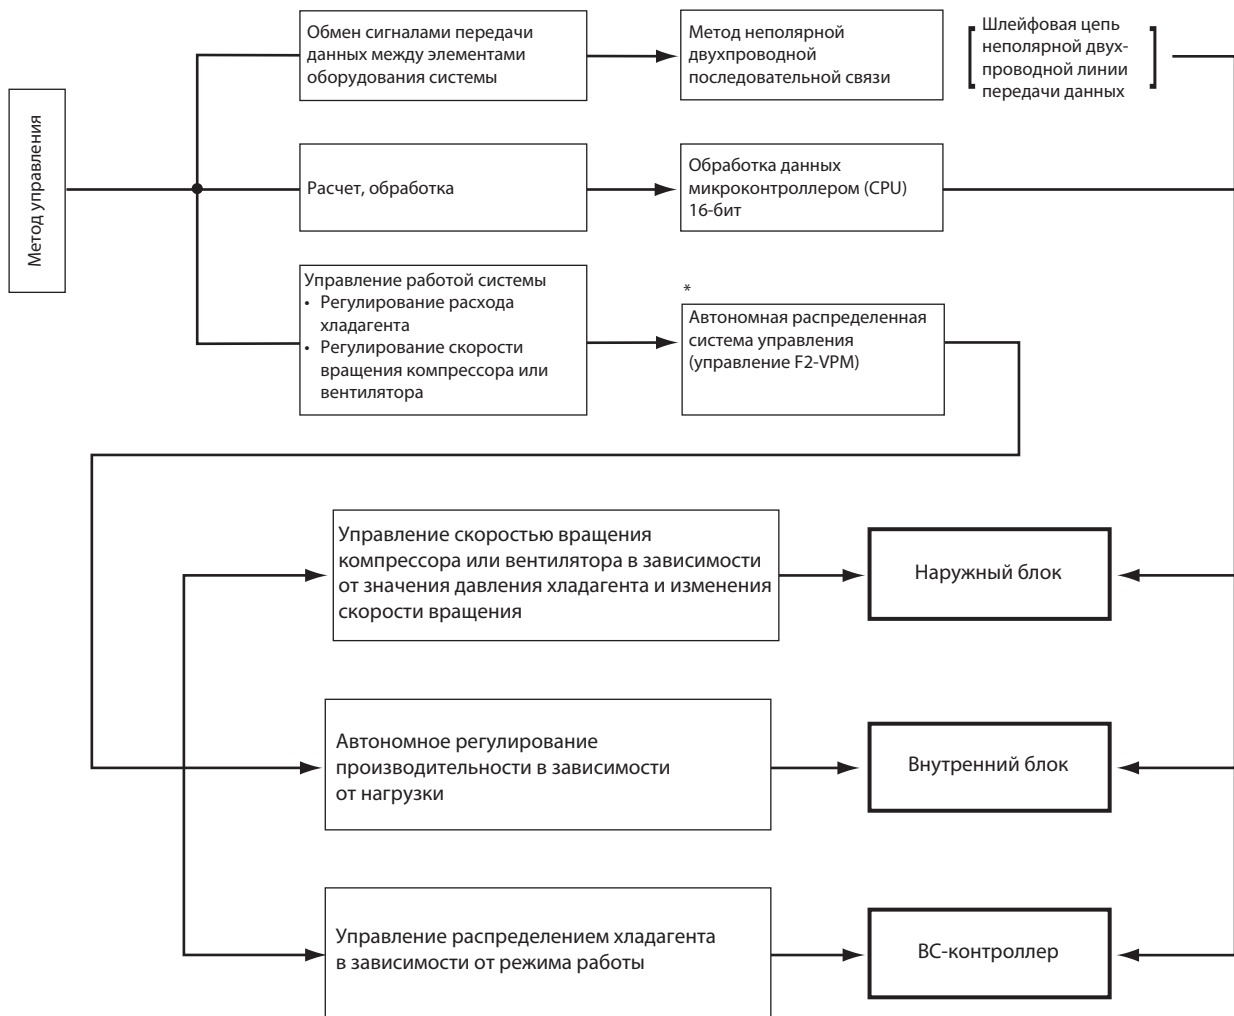 Метод управления
Обмен сигналами передачи
данных между элементами
оборудования системы
Метод неполярной
двухпроводной
последовательной связи
Шлейфовая цепь
неполярной двух-
проводной линии
передачи данных
Расчет, обработка
Обработка данных
микроконтроллером (CPU)
16-бит
Управление работой системы
• Регулирование расхода
хладагента
• Регулирование скорости
вращения компрессора или
вентилятора
*
Автономная распределенная
система управления
(управление F2-VPM)
Управление скоростью вращения
компрессора или вентилятора в зависимости
от значения давления хладагента и изменения
скорости вращения
Наружный блок
Автономное регулирование
производительности в зависимости
от нагрузки
Внутренний блок
Управление распределением хладагента
в зависимости от режима работы
BC-контроллер